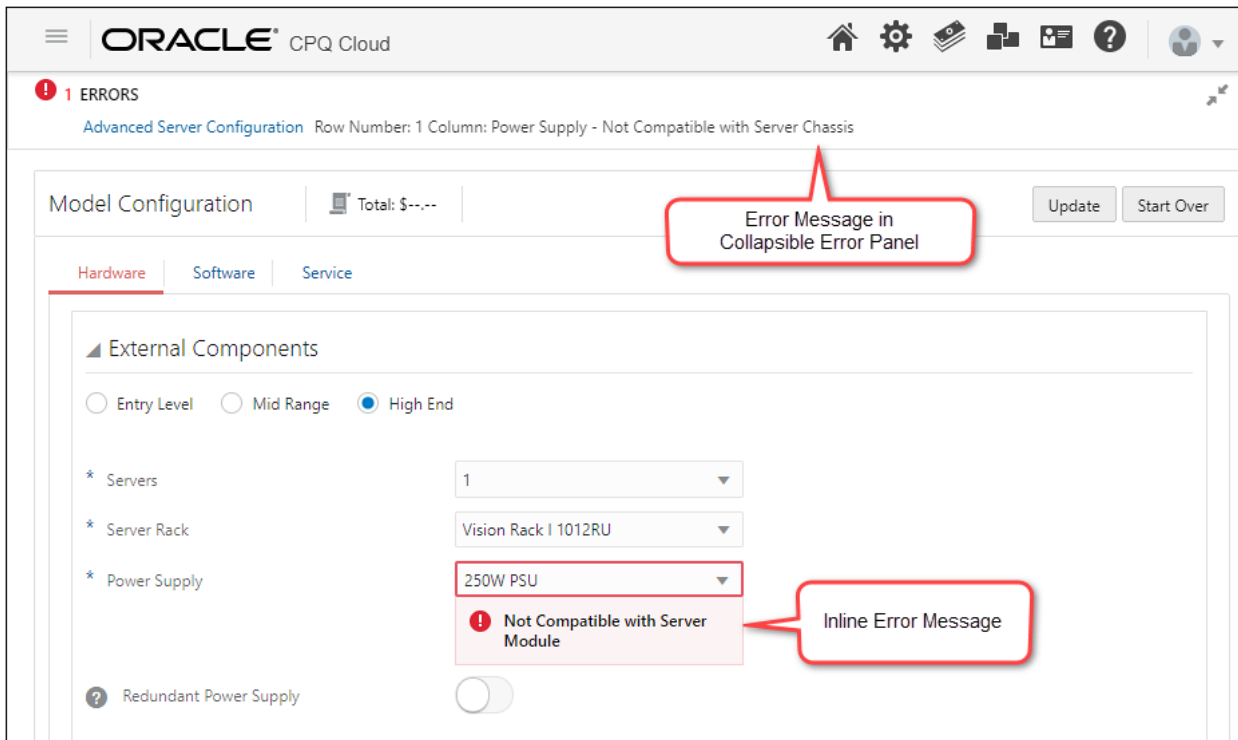 ORACLE® CPQ Cloud
1 ERRORS
Advanced Server Configuration Row Number: 1 Column: Power Supply - Not Compatible with Server Chassis
Model Configuration
Total: $--.--
Update
Start Over
Error Message in
Collapsible Error Panel
Hardware
Software
Service
External Components
Entry Level
Mid Range
High End
* Servers
1
* Server Rack
Vision Rack I 1012RU
* Power Supply
250W PSU
Not Compatible with Server
Module
Inline Error Message
Redundant Power Supply